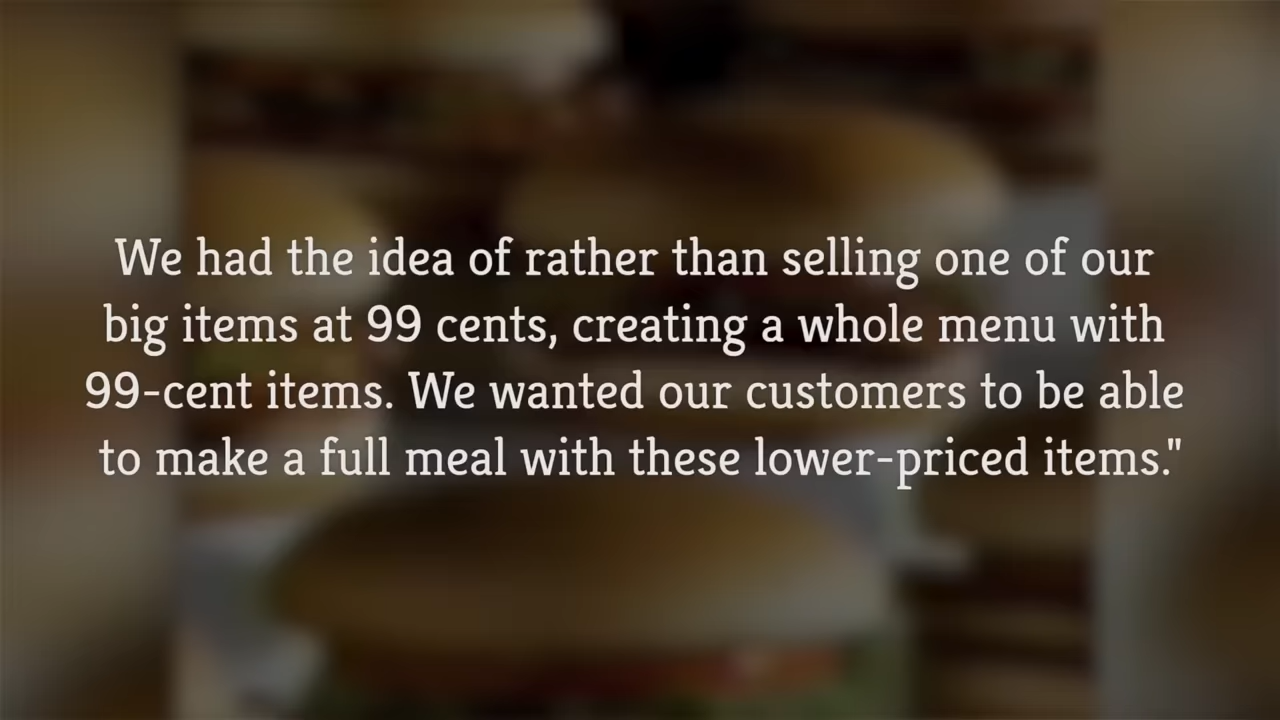 We had the idea of rather than selling one of our
big items at 99 cents, creating a whole menu with
99-cent items. We wanted our customers to be able
to make a full meal with these lower-priced items."